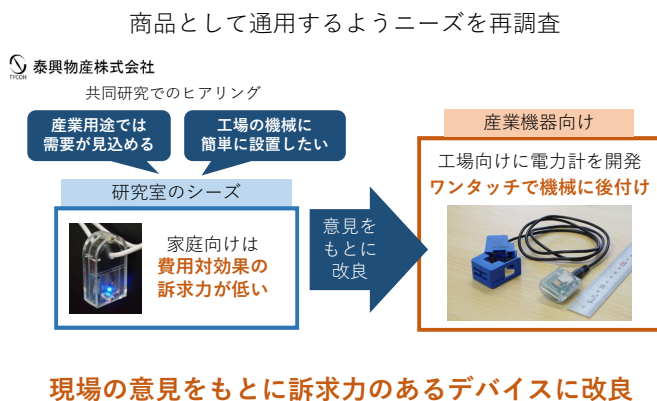 商品として通用するようニーズを再調査
TYCOH
泰興物産株式会社
共同研究でのヒアリング
産業用途では
需要が見込める
工場の機械に
簡単に設置したい
研究室のシーズ
家庭向けは
費用対効果の
訴求力が低い
意見を
もとに
改良
産業機器向け
工場向けに電力計を開発
ワンタッチで機械に後付け
現場の意見をもとに訴求力のあるデバイスに改良